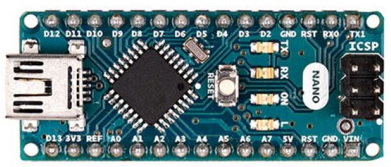 D12 D11 D10 D9 D8 D7 D6 D5 D4 D3 D2 GND RST RX0 TX1
TX
RX
ON
L
RESET
NANO
ICSP
D13 3V3 REF A0 A1 A2 A3 A4 A5 A6 A7 5V RST GND VIN